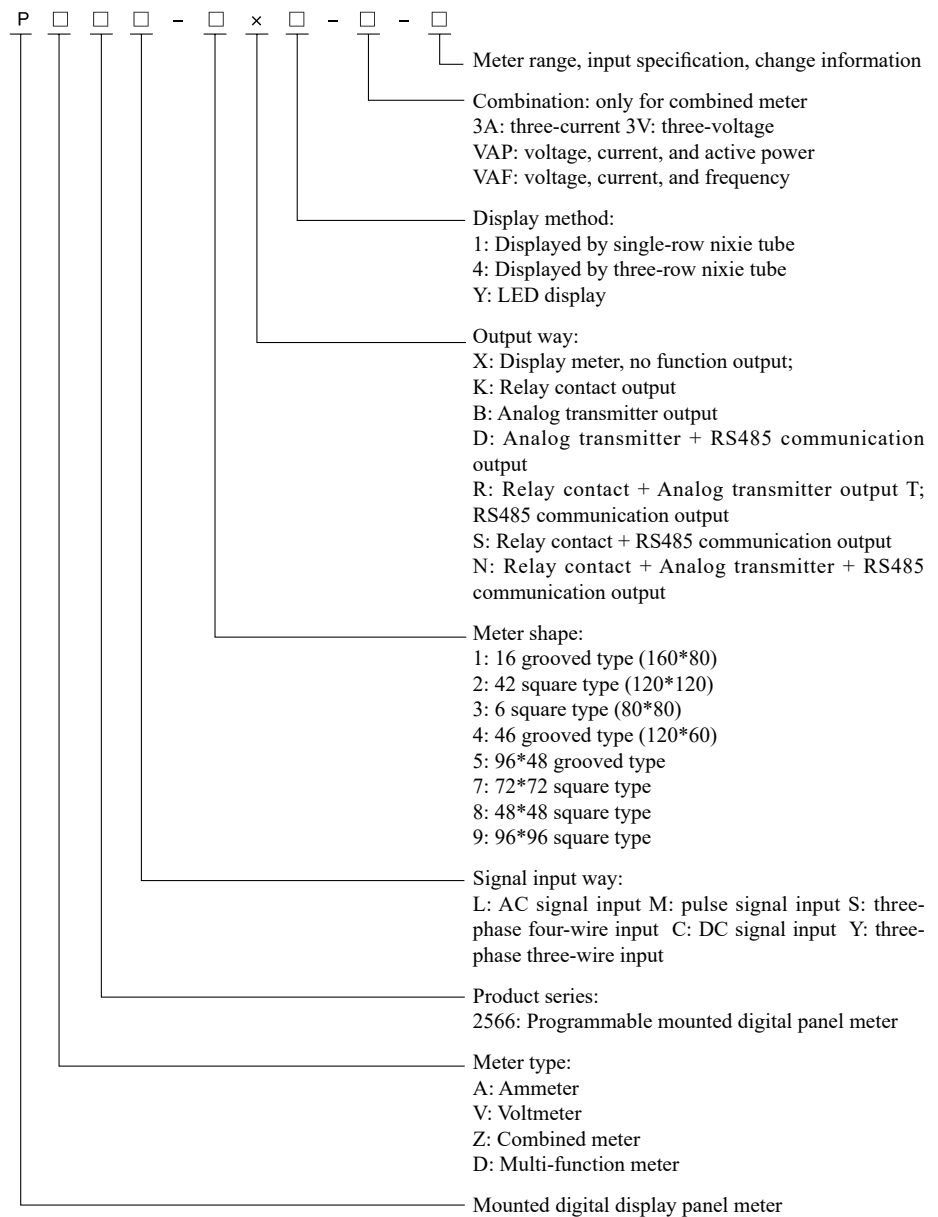 P □ □ □ – □ × □ – □ – □
Meter range, input specification, change information
Combination: only for combined meter
3A: three-current 3V: three-voltage
VAP: voltage, current, and active power
VAF: voltage, current, and frequency
Display method:
1: Displayed by single-row nixie tube
4: Displayed by three-row nixie tube
Y: LED display
Output way:
X: Display meter, no function output;
K: Relay contact output
B: Analog transmitter output
D: Analog transmitter + RS485 communication
output
R: Relay contact + Analog transmitter output T;
RS485 communication output
S: Relay contact + RS485 communication output
N: Relay contact + Analog transmitter + RS485
communication output
Meter shape:
1: 16 grooved type (160*80)
2: 42 square type (120*120)
3: 6 square type (80*80)
4: 46 grooved type (120*60)
5: 96*48 grooved type
7: 72*72 square type
8: 48*48 square type
9: 96*96 square type
Signal input way:
L: AC signal input M: pulse signal input S: three-
phase four-wire input C: DC signal input Y: three-
phase three-wire input
Product series:
2566: Programmable mounted digital panel meter
Meter type:
A: Ammeter
V: Voltmeter
Z: Combined meter
D: Multi-function meter
Mounted digital display panel meter